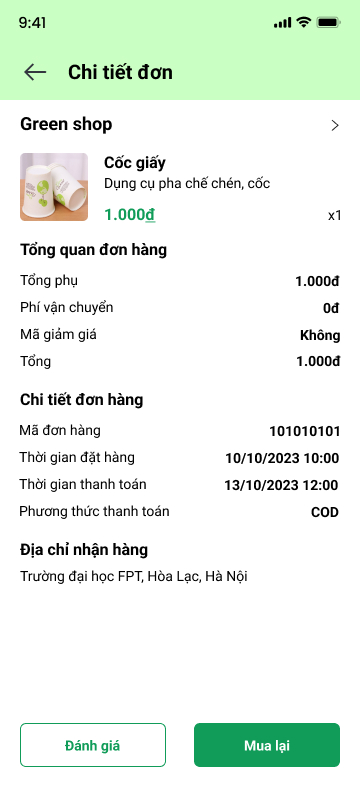 9:41
Chi tiết đơn
Green shop
Cốc giấy
Dụng cụ pha chế chén, cốc
1.000đ x1
Tổng quan đơn hàng
Tổng phụ 1.000đ
Phí vận chuyển 0đ
Mã giảm giá Không
Tổng 1.000đ
Chi tiết đơn hàng
Mã đơn hàng 101010101
Thời gian đặt hàng 10/10/2023 10:00
Thời gian thanh toán 13/10/2023 12:00
Phương thức thanh toán COD
Địa chỉ nhận hàng
Trường đại học FPT, Hòa Lạc, Hà Nội
Đánh giá Mua lại